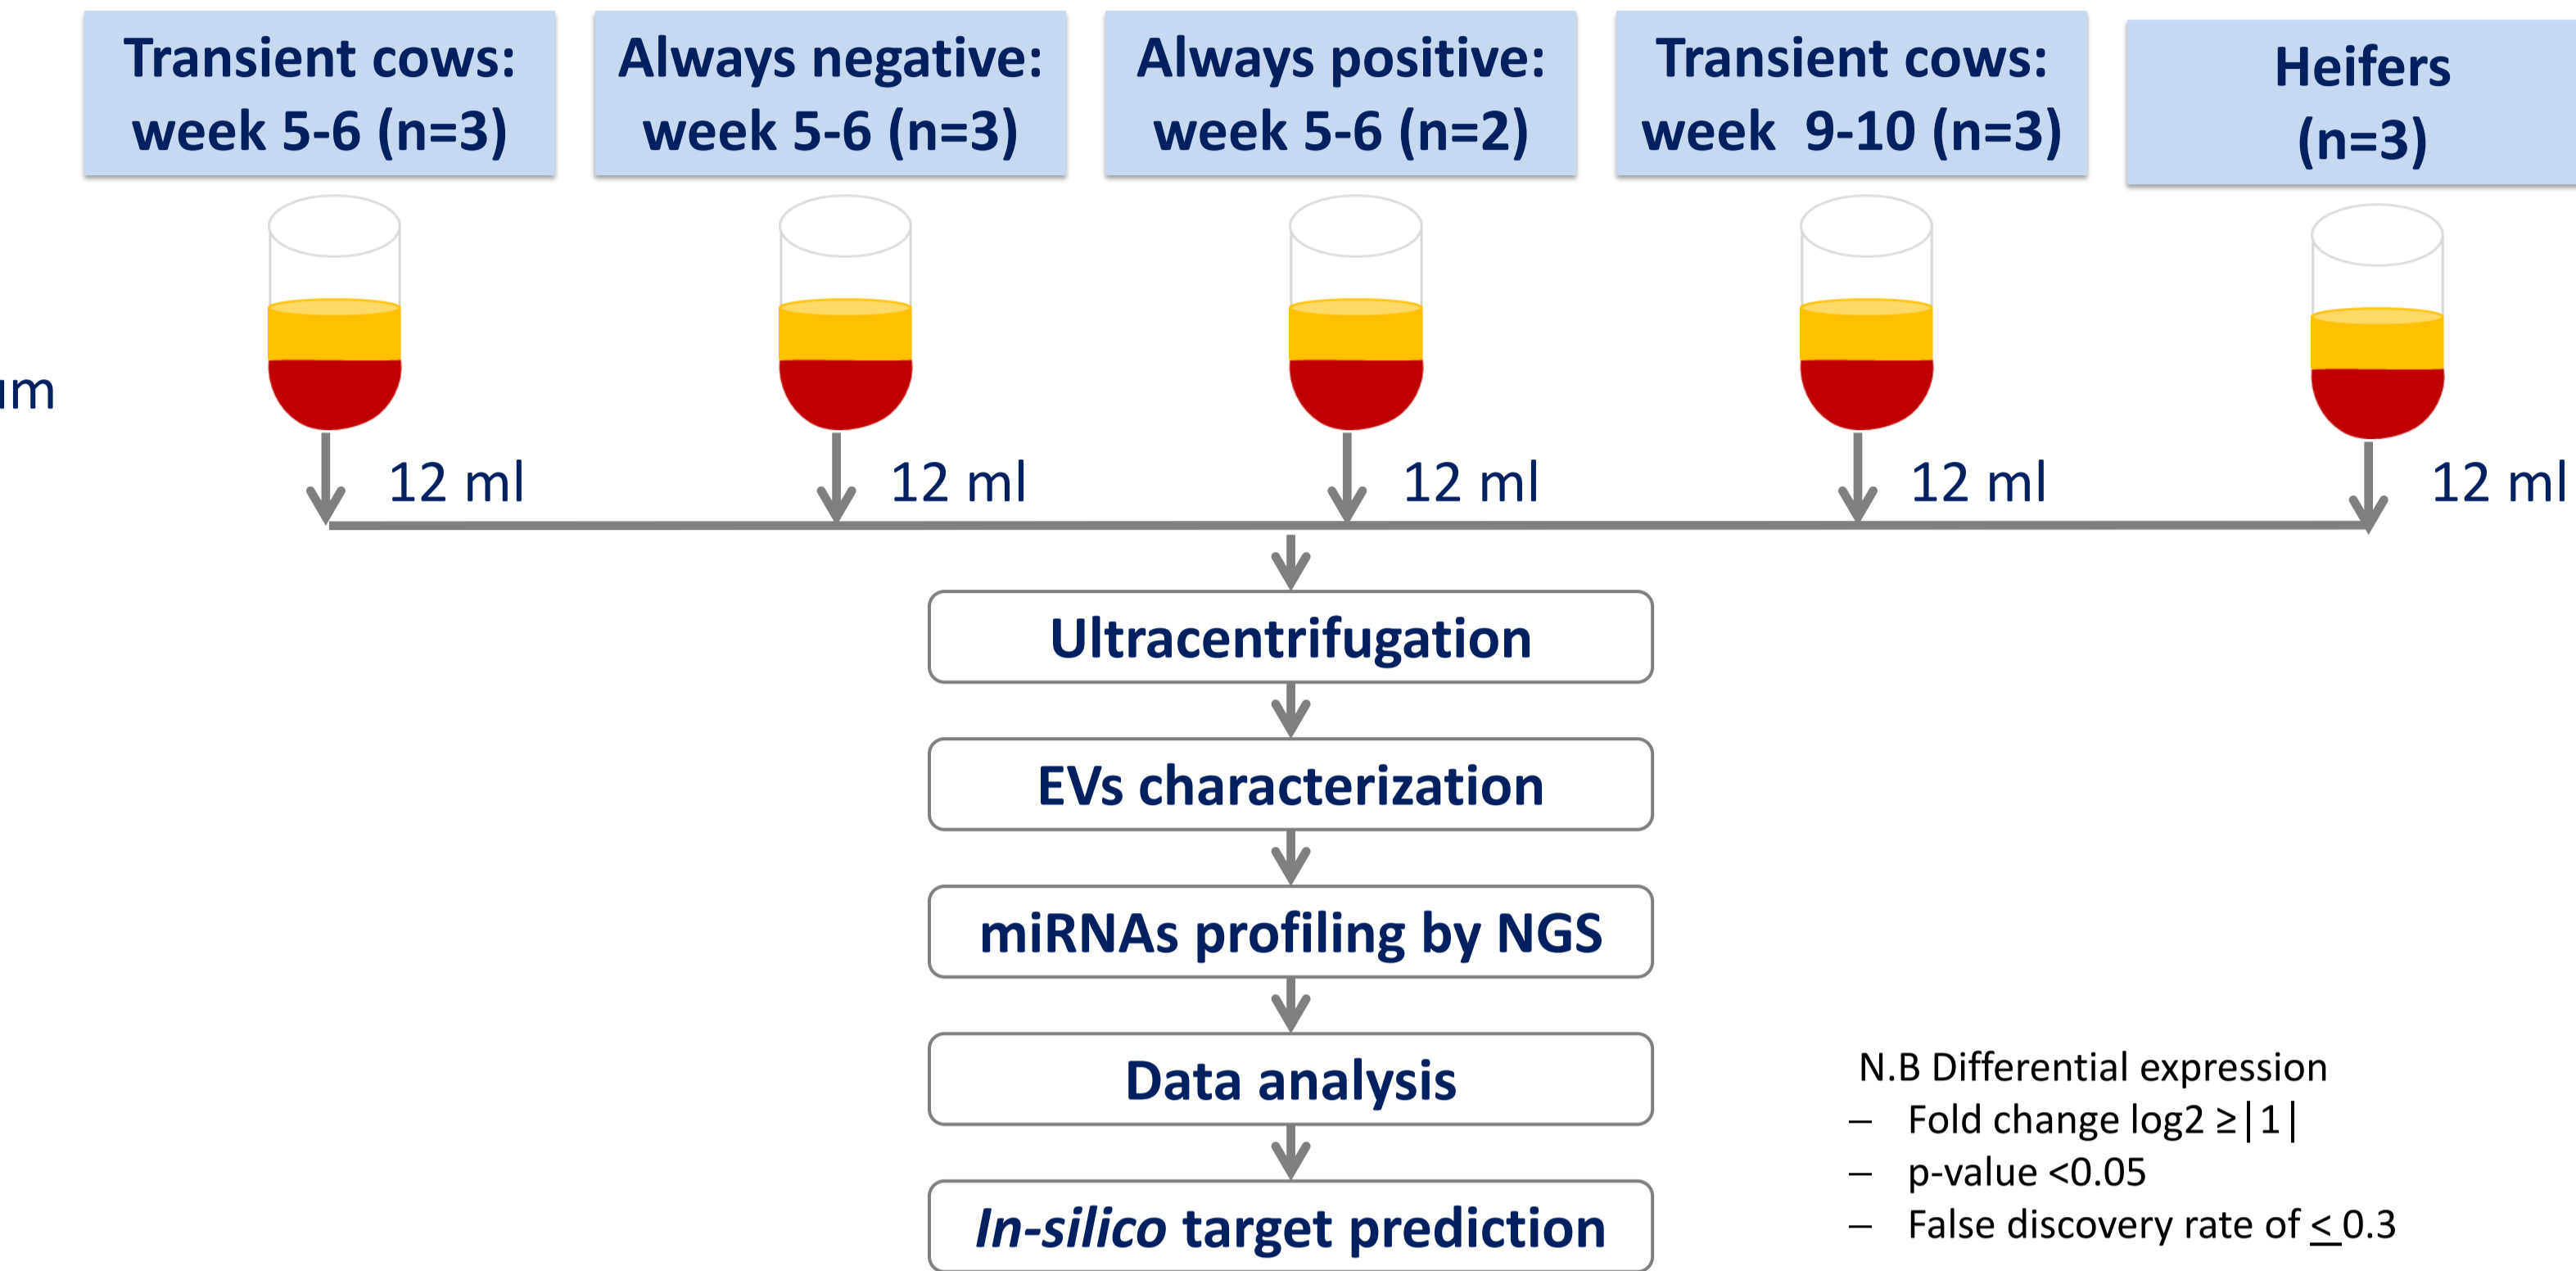 Transient cows:
week 5-6 (n=3)
Always negative:
week 5-6 (n=3)
Always positive:
week 5-6 (n=2)
Transient cows:
week 9-10 (n=3)
Heifers
(n=3)
12 ml
12 ml
12 ml
12 ml
12 ml
Ultracentrifugation
EVs characterization
miRNAs profiling by NGS
Data analysis
In-silico target prediction
N.B Differential expression
– Fold change log2 ≥|1|
– p-value <0.05
– False discovery rate of < 0.3